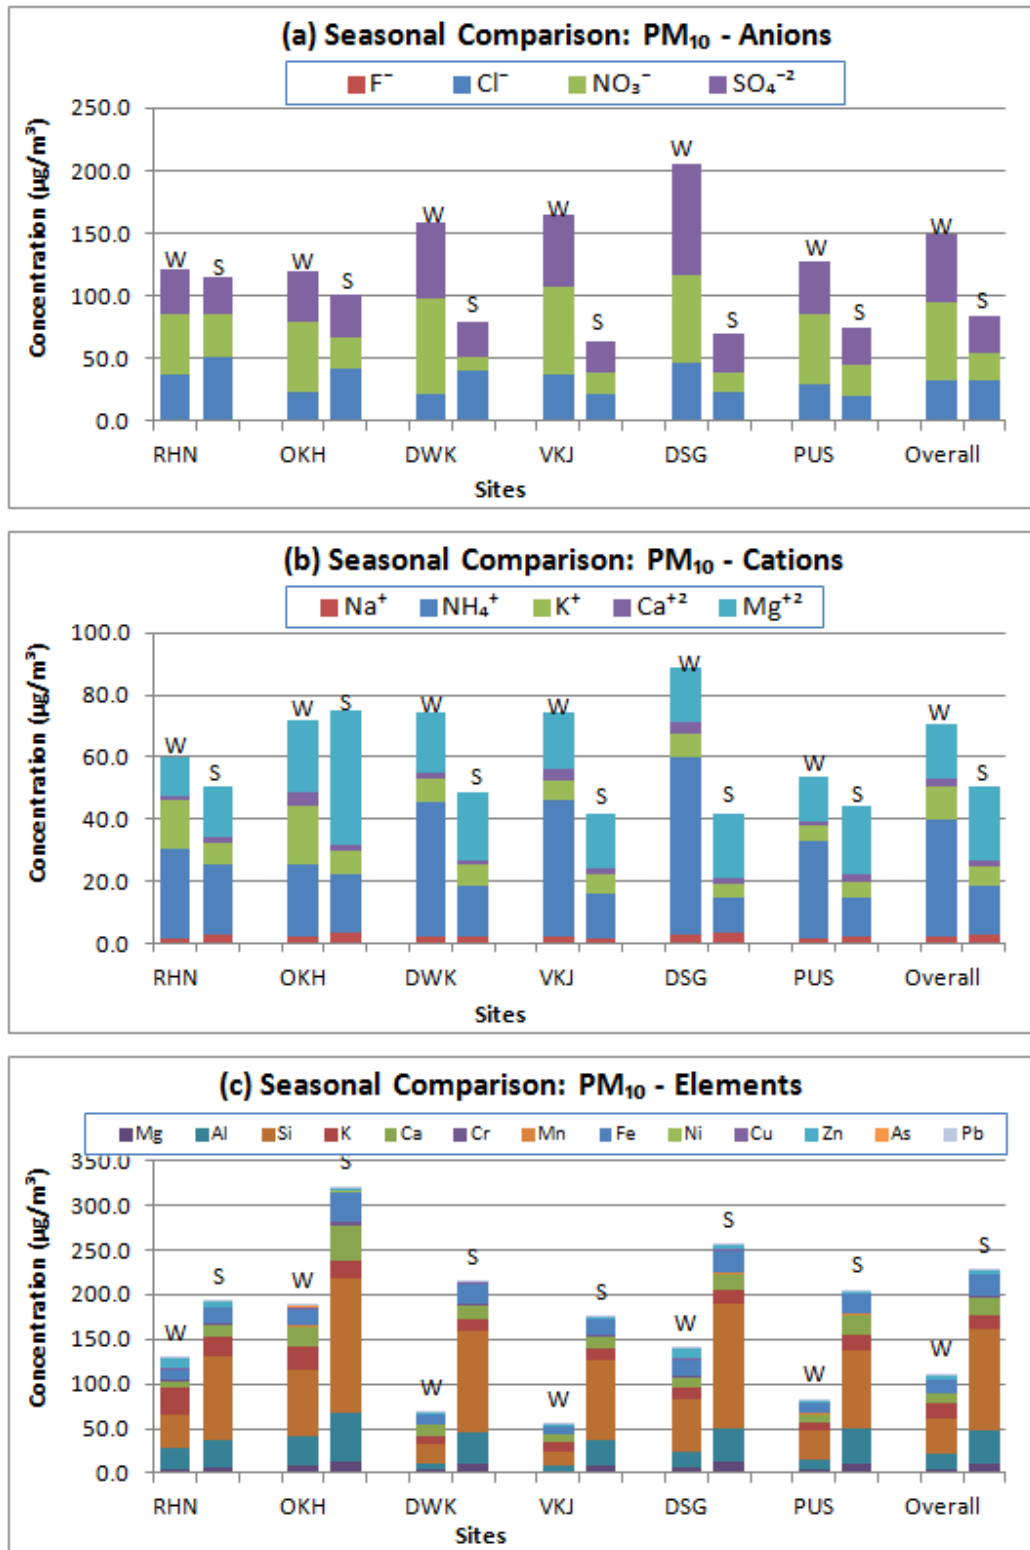 (a) Seasonal Comparison: PM₁₀ - Anions
F⁻ Cl⁻ NO₃⁻ SO₄⁻²
Concentration (µg/m³)
250.0
200.0
150.0
100.0
50.0
0.0
W S W S W S W S W S W S W S
RHN OKH DWK VKJ DSG PUS Overall
Sites
(b) Seasonal Comparison: PM₁₀ - Cations
Na⁺ NH₄⁺ K⁺ Ca⁺² Mg⁺²
Concentration (µg/m³)
100.0
80.0
60.0
40.0
20.0
0.0
W S W S W S W S W S W S W S
RHN OKH DWK VKJ DSG PUS Overall
Sites
(c) Seasonal Comparison: PM₁₀ - Elements
Mg Al Si K Ca Cr Mn Fe Ni Cu Zn As Pb
Concentration (µg/m³)
350.0
300.0
250.0
200.0
150.0
100.0
50.0
0.0
W S W S W S W S W S W S W S
RHN OKH DWK VKJ DSG PUS Overall
Sites